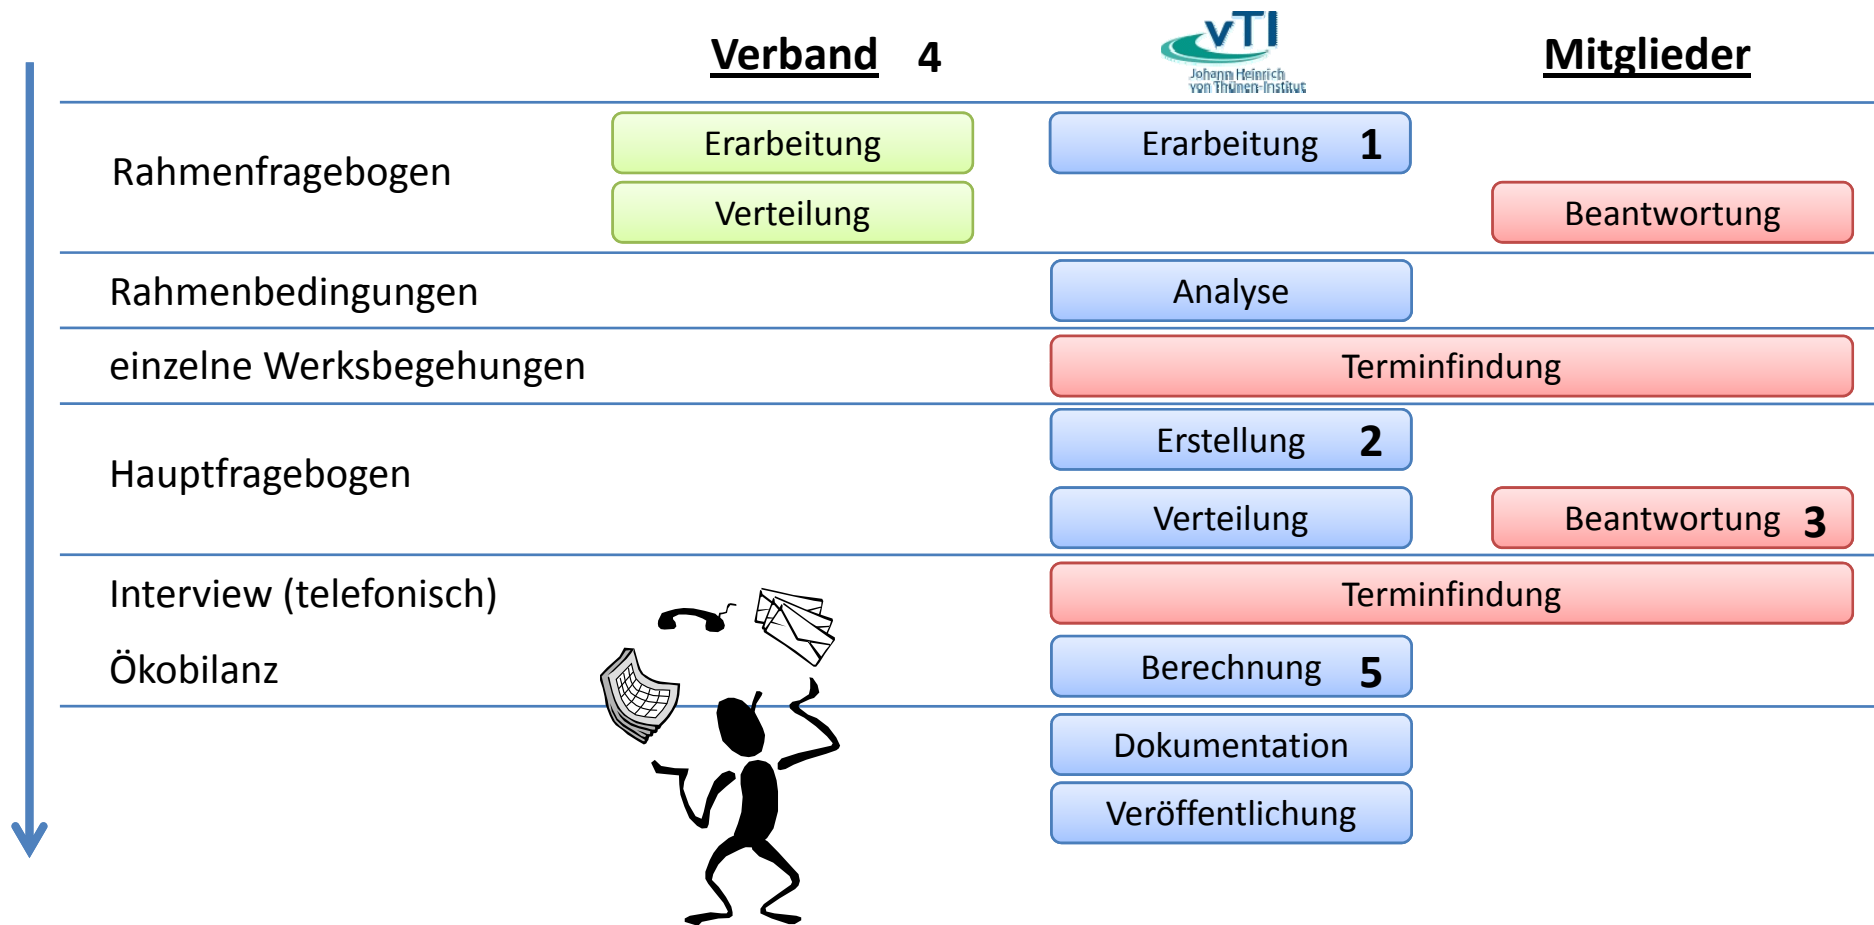 Verband 4
vTI
Johann Heinrich
von Thünen-Institut
Mitglieder
Rahmenfragebogen
Erarbeitung
Erarbeitung 1
Verteilung
Beantwortung
Rahmenbedingungen
Analyse
einzelne Werksbegehungen
Terminfindung
Hauptfragebogen
Erstellung 2
Verteilung
Beantwortung 3
Interview (telefonisch)
Terminfindung
Ökobilanz
Berechnung 5
Dokumentation
Veröffentlichung